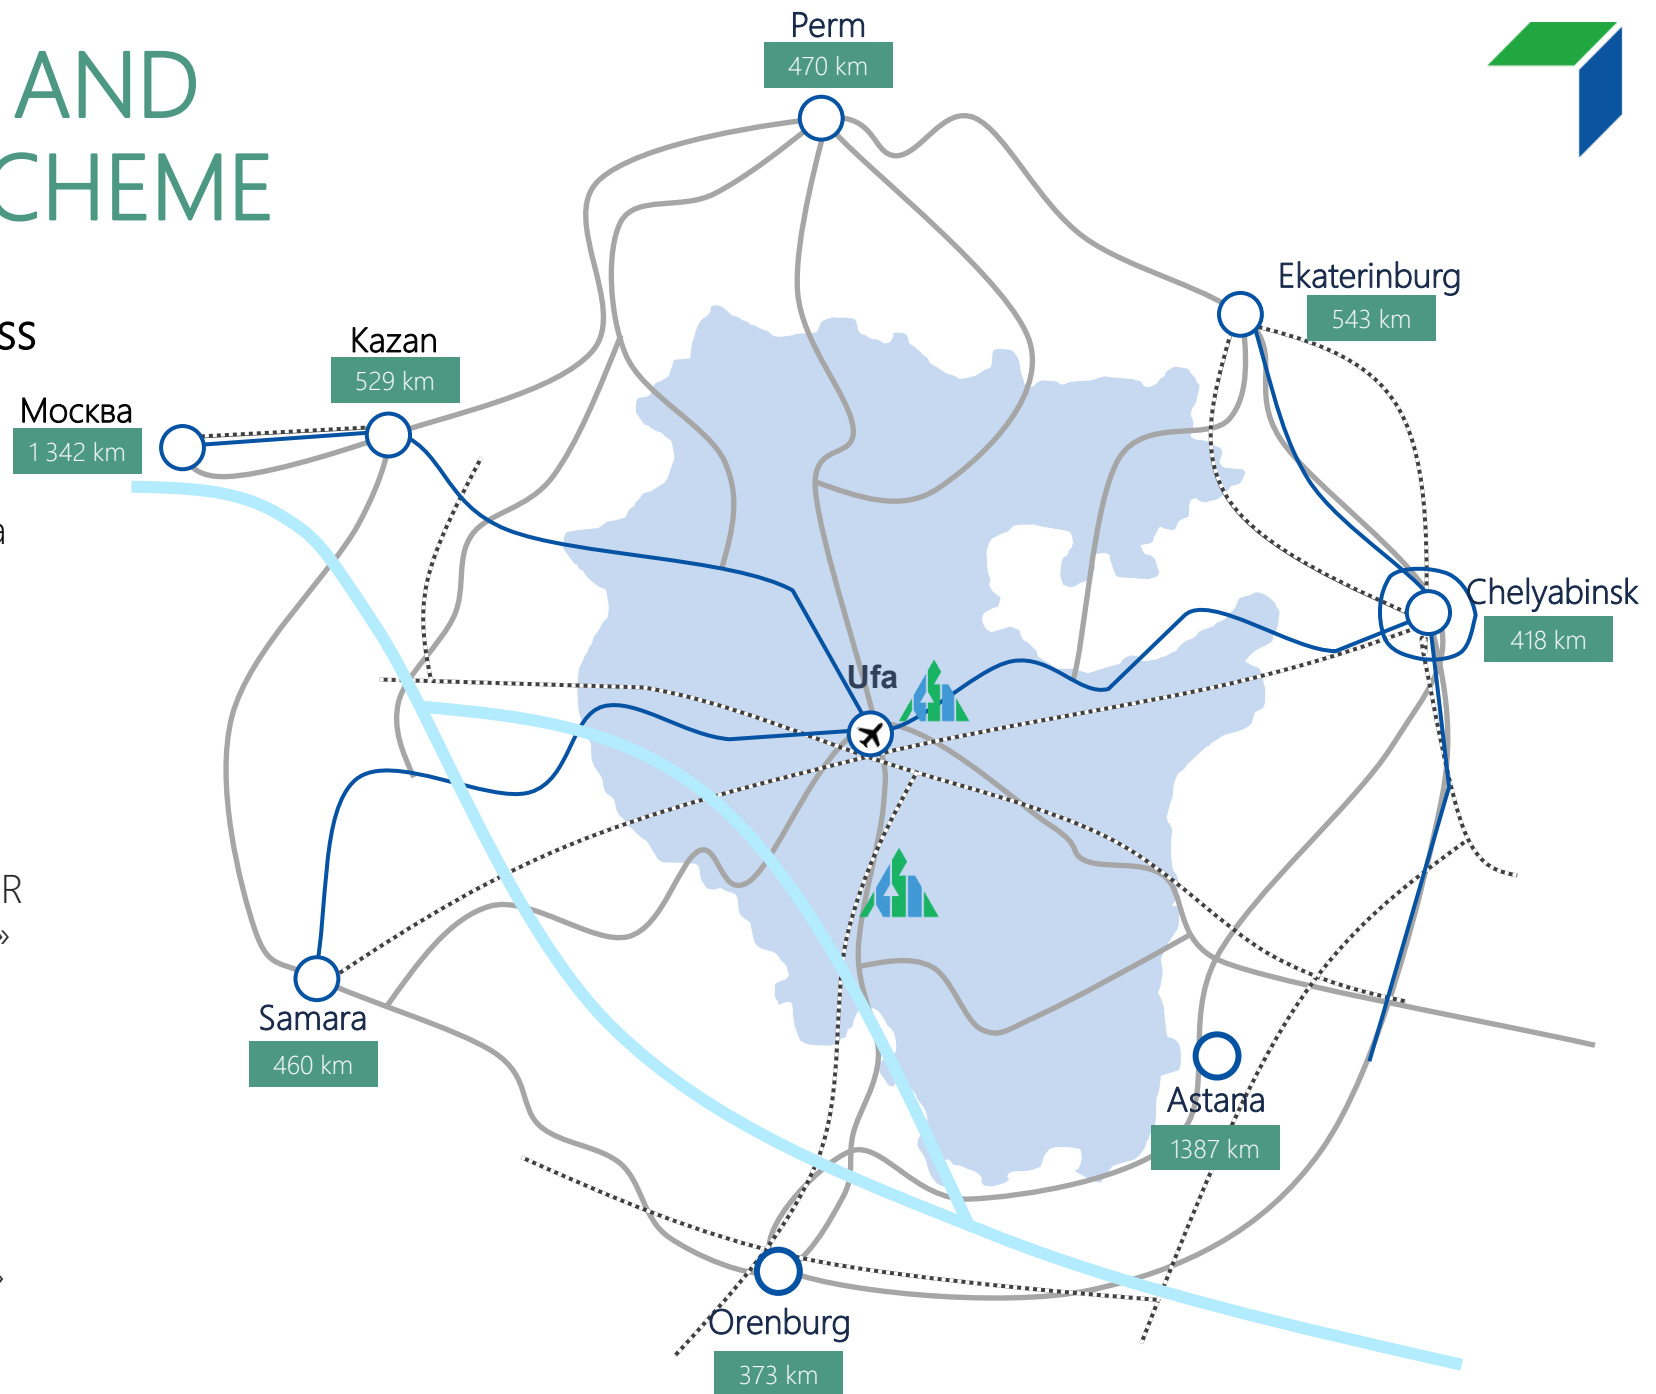 AND
CHEME
ss
a
R
»
»
Perm
470 km
Ekaterinburg
543 km
Kazan
529 km
Москва
1 342 km
Chelyabinsk
418 km
Ufa
Samara
460 km
Astana
1387 km
Orenburg
373 km